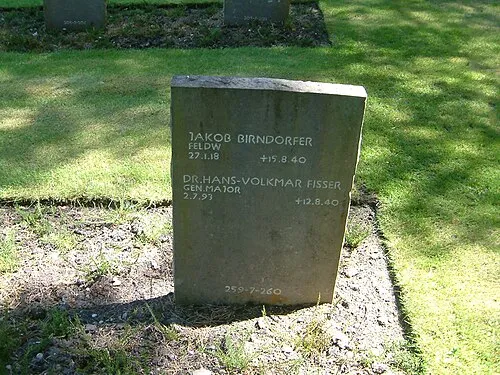 JAKOB BIRNDORFER
FELDW
27.1.18 +15.8.40
DR.HANS-VOLKMAR FISSER
GEN.MAJOR
2.7.93 +12.8.40
259-7-260